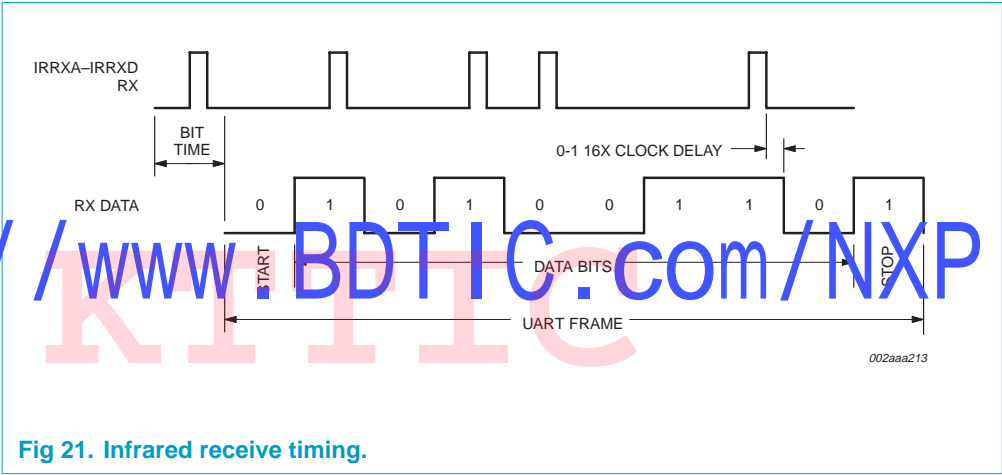 IRRXA–IRRXD
RX
BIT
TIME
0-1 16X CLOCK DELAY
RX DATA
0 1 0 1 0 0 1 1 0 1
START
DATA BITS
STOP
//www.BDTIC.com/NXP
KTTIC
UART FRAME
002aaa213
Fig 21. Infrared receive timing.